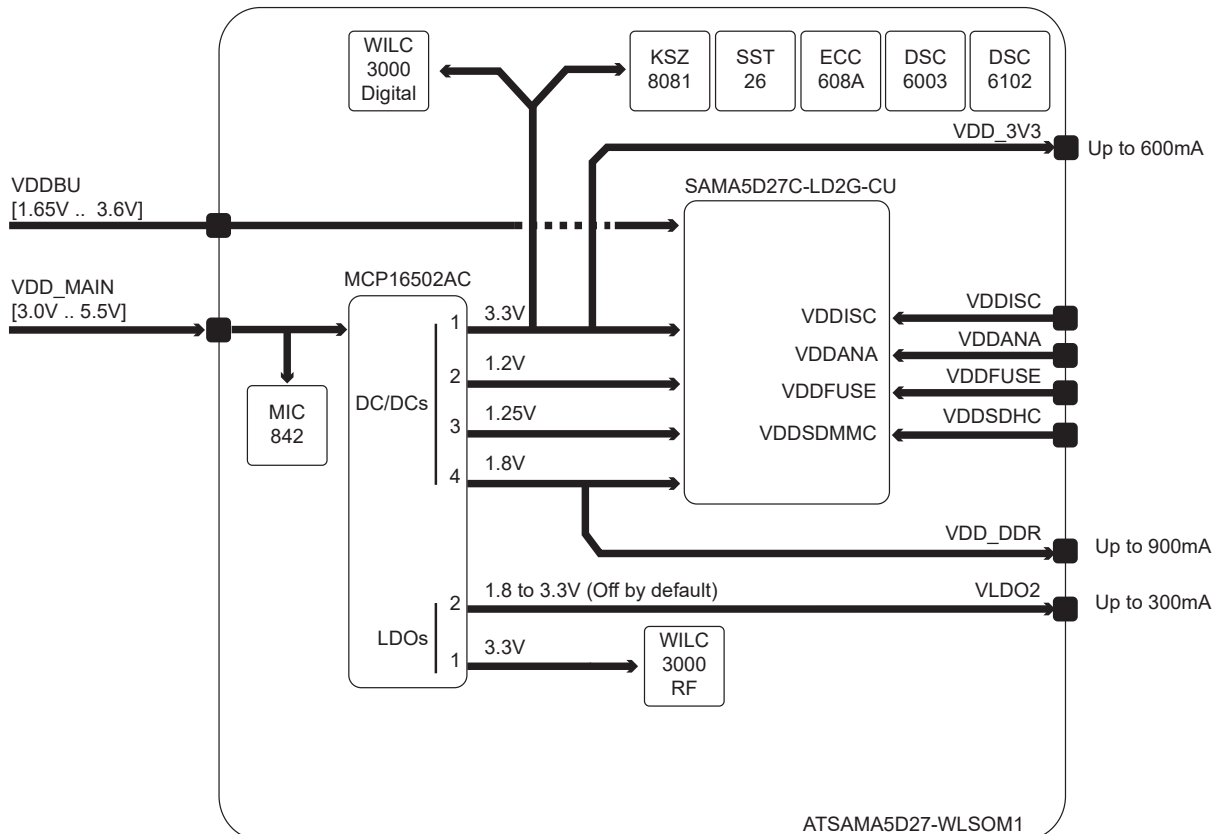 WILC
3000
Digital
KSZ
8081
SST
26
ECC
608A
DSC
6003
DSC
6102
VDD_3V3
Up to 600mA
VDDBU
[1.65V .. 3.6V]
SAMA5D27C-LD2G-CU
VDD_MAIN
[3.0V .. 5.5V]
MCP16502AC
MIC
842
DC/DCs
1
3.3V
2
1.2V
3
1.25V
4
1.8V
VDDISC
VDDANA
VDDFUSE
VDDSDMMC
VDDISC
VDDANA
VDDFUSE
VDDSDHC
VDD_DDR
Up to 900mA
LDOs
2
1.8 to 3.3V (Off by default)
VLDO2
Up to 300mA
1
3.3V
WILC
3000
RF
ATSAMA5D27-WLSOM1